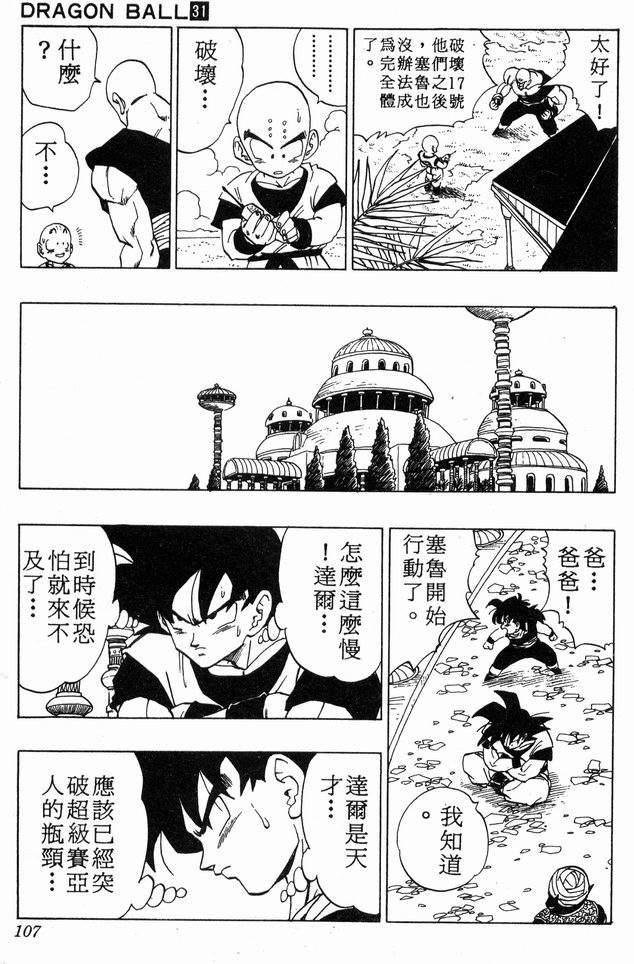 DRAGON BALL 31
太好了！
破壞17號
他們之後
，塞魯也
沒辦法成
爲完全體
了。
………
破壞…
什麼
？
不…
爸…
爸爸！
塞魯開始
行動了。
我知道
。
怎麼這麼慢
！達爾…
到時候恐
怕就來不
及了…
達爾是天
才…
應該已經突
破超級賽亞
人的瓶頸…
107